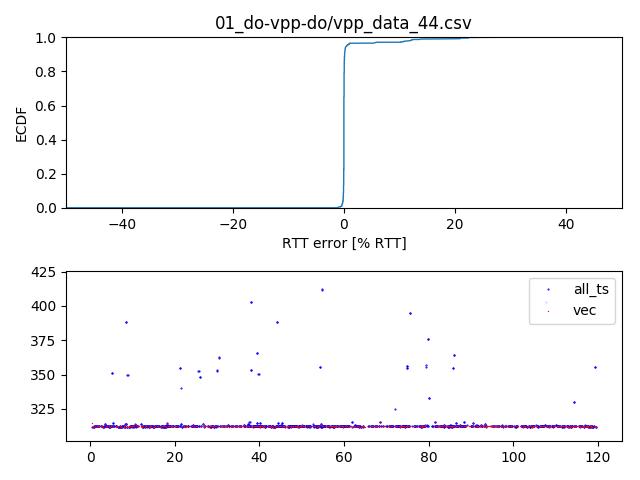 01_do-vpp-do/vpp_data_44.csv
1.0
0.8
0.6
0.4
0.2
0.0
ECDF
−40 −20 0 20 40
RTT error [% RTT]
425
400
375
350
325
all_ts
vec
0 20 40 60 80 100 120